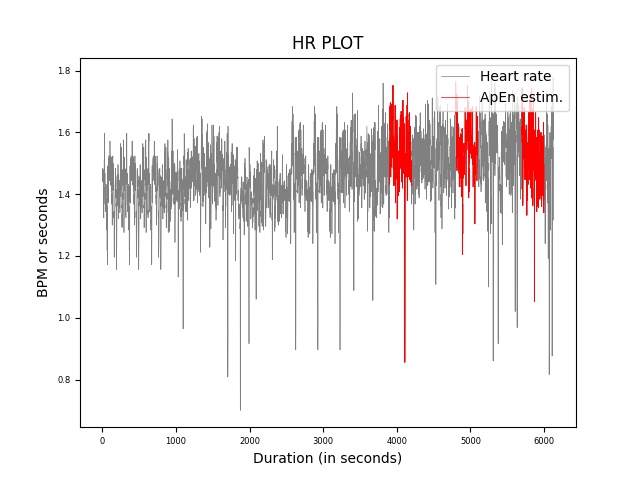 HR PLOT
Heart rate
ApEn estim.
BPM or seconds
1.8
1.6
1.4
1.2
1.0
0.8
0 1000 2000 3000 4000 5000 6000
Duration (in seconds)